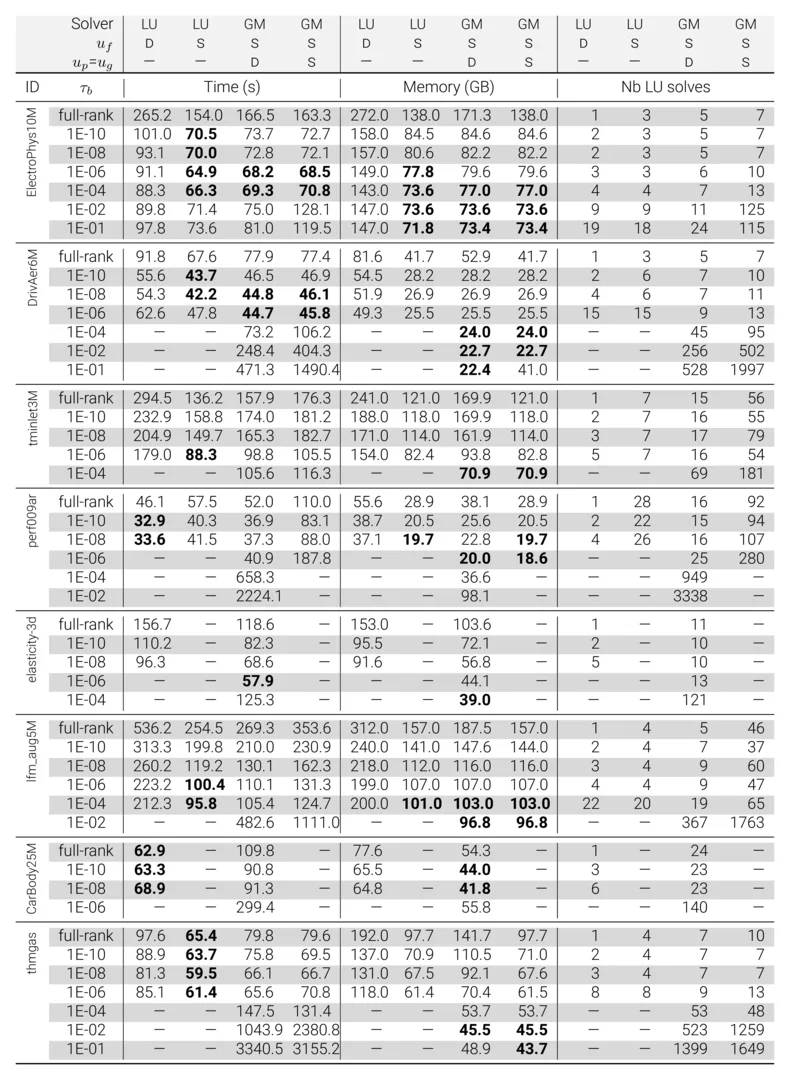 Solver LU LU GM GM LU LU GM GM LU LU GM GM
u_f D S S S D S S S D S S S
u_p=u_g — — D S — — D S — — D S
ID τ_b Time (s) Memory (GB) Nb LU solves
ElectroPhys10M
full-rank 265.2 154.0 166.5 163.3 272.0 138.0 171.3 138.0 1 3 5 7
1E-10 101.0 70.5 73.7 72.7 158.0 84.5 84.6 84.6 2 3 5 7
1E-08 93.1 70.0 72.8 72.1 157.0 80.6 82.2 82.2 2 3 5 7
1E-06 91.1 64.9 68.2 68.5 149.0 77.8 79.6 79.6 3 3 6 10
1E-04 88.3 66.3 69.3 70.8 143.0 73.6 77.0 77.0 4 4 7 13
1E-02 89.8 71.4 75.0 128.1 147.0 73.6 73.6 73.6 9 9 11 125
1E-01 97.8 73.6 81.0 119.5 147.0 71.8 73.4 73.4 19 18 24 115
DrivAer6M
full-rank 91.8 67.6 77.9 77.4 81.6 41.7 52.9 41.7 1 3 5 7
1E-10 55.6 43.7 46.5 46.9 54.5 28.2 28.2 28.2 2 6 7 10
1E-08 54.3 42.2 44.8 46.1 51.9 26.9 26.9 26.9 4 6 7 11
1E-06 62.6 47.8 44.7 45.8 49.3 25.5 25.5 25.5 15 15 9 13
1E-04 — — 73.2 106.2 — — 24.0 24.0 — — 45 95
1E-02 — — 248.4 404.3 — — 22.7 22.7 — — 256 502
1E-01 — — 471.3 1490.4 — — 22.4 41.0 — — 528 1997
tminlet3M
full-rank 294.5 136.2 157.9 176.3 241.0 121.0 169.9 121.0 1 7 15 56
1E-10 232.9 158.8 174.0 181.2 188.0 118.0 169.9 118.0 2 7 16 55
1E-08 204.9 149.7 165.3 182.7 171.0 114.0 161.9 114.0 3 7 17 79
1E-06 179.0 88.3 98.8 105.5 154.0 82.4 93.8 82.8 5 7 16 54
1E-04 — — 105.6 116.3 — — 70.9 70.9 — — 69 181
perf009ar
full-rank 46.1 57.5 52.0 110.0 55.6 28.9 38.1 28.9 1 28 16 92
1E-10 32.9 40.3 36.9 83.1 38.7 20.5 25.6 20.5 2 22 15 94
1E-08 33.6 41.5 37.3 88.0 37.1 19.7 22.8 19.7 4 26 16 107
1E-06 — — 40.9 187.8 — — 20.0 18.6 — — 25 280
1E-04 — — 658.3 — — — 36.6 — — — 949 —
1E-02 — — 2224.1 — — — 98.1 — — — 3338 —
elasticity-3d
full-rank 156.7 — 118.6 — 153.0 — 103.6 — 1 — 11 —
1E-10 110.2 — 82.3 — 95.5 — 72.1 — 2 — 10 —
1E-08 96.3 — 68.6 — 91.6 — 56.8 — 5 — 10 —
1E-06 — — 57.9 — — — 44.1 — — — 13 —
1E-04 — — 125.3 — — — 39.0 — — — 121 —
lfm_aug5M
full-rank 536.2 254.5 269.3 353.6 312.0 157.0 187.5 157.0 1 4 5 46
1E-10 313.3 199.8 210.0 230.9 240.0 141.0 147.6 144.0 2 4 7 37
1E-08 260.2 119.2 130.1 162.3 218.0 112.0 116.0 116.0 3 4 9 60
1E-06 223.2 100.4 110.1 131.3 199.0 107.0 107.0 107.0 4 4 9 47
1E-04 212.3 95.8 105.4 124.7 200.0 101.0 103.0 103.0 22 20 19 65
1E-02 — — 482.6 1111.0 — — 96.8 96.8 — — 367 1763
CarBody25M
full-rank 62.9 — 109.8 — 77.6 — 54.3 — 1 — 24 —
1E-10 63.3 — 90.8 — 65.5 — 44.0 — 3 — 23 —
1E-08 68.9 — 91.3 — 64.8 — 41.8 — 6 — 23 —
1E-06 — — 299.4 — — — 55.8 — — — 140 —
thmgas
full-rank 97.6 65.4 79.8 79.6 192.0 97.7 141.7 97.7 1 4 7 10
1E-10 88.9 63.7 75.8 69.5 137.0 70.9 110.5 71.0 2 4 7 7
1E-08 81.3 59.5 66.1 66.7 131.0 67.5 92.1 67.6 3 4 7 7
1E-06 85.1 61.4 65.6 70.8 118.0 61.4 70.4 61.5 8 8 9 13
1E-04 — — 147.5 131.4 — — 53.7 53.7 — — 53 48
1E-02 — — 1043.9 2380.8 — — 45.5 45.5 — — 523 1259
1E-01 — — 3340.5 3155.2 — — 48.9 43.7 — — 1399 1649